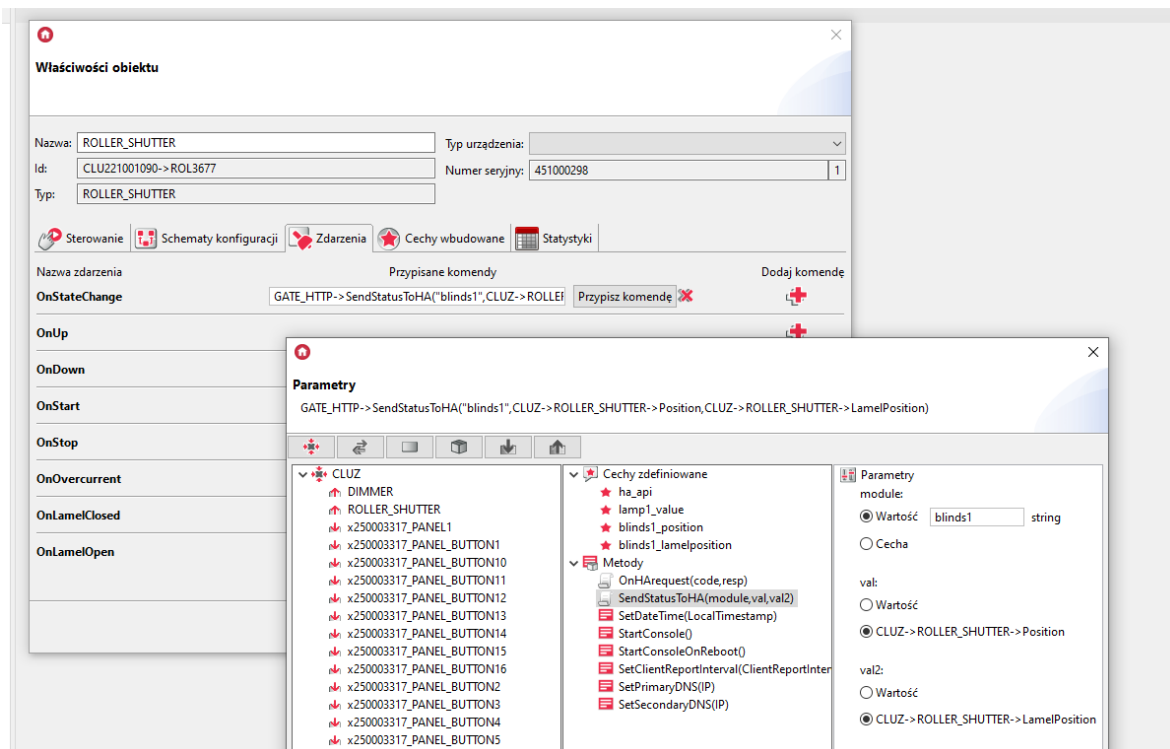 Właściwości obiektu
Nazwa: ROLLER_SHUTTER Typ urządzenia:
Id: CLU221001090->ROL3677 Numer seryjny: 451000298 1
Typ: ROLLER_SHUTTER
Sterowanie Schematy konfiguracji Zdarzenia Cechy wbudowane Statystyki
Nazwa zdarzenia Przypisane komendy Dodaj komendę
OnStateChange GATE_HTTP->SendStatusToHA("blinds1",CLUZ->ROLLER Przypisz komendę
OnUp
OnDown
OnStart
OnStop
OnOvercurrent
OnLamelClosed
OnLamelOpen
Parametry
GATE_HTTP->SendStatusToHA("blinds1",CLUZ->ROLLER_SHUTTER->Position,CLUZ->ROLLER_SHUTTER->LamelPosition)
CLUZ
DIMMER
ROLLER_SHUTTER
x250003317_PANEL1
x250003317_PANEL_BUTTON1
x250003317_PANEL_BUTTON10
x250003317_PANEL_BUTTON11
x250003317_PANEL_BUTTON12
x250003317_PANEL_BUTTON13
x250003317_PANEL_BUTTON14
x250003317_PANEL_BUTTON15
x250003317_PANEL_BUTTON16
x250003317_PANEL_BUTTON2
x250003317_PANEL_BUTTON3
x250003317_PANEL_BUTTON4
x250003317_PANEL_BUTTON5
Cechy zdefiniowane
ha_api
lamp1_value
blinds1_position
blinds1_lamelposition
Metody
OnHArequest(code,resp)
SendStatusToHA(module,val,val2)
SetDateTime(LocalTimestamp)
StartConsole()
StartConsoleOnReboot()
SetClientReportInterval(ClientReportInter
SetPrimaryDNS(IP)
SetSecondaryDNS(IP)
Parametry
module:
Wartość blinds1 string
Cecha
val:
Wartość
CLUZ->ROLLER_SHUTTER->Position
val2:
Wartość
CLUZ->ROLLER_SHUTTER->LamelPosition